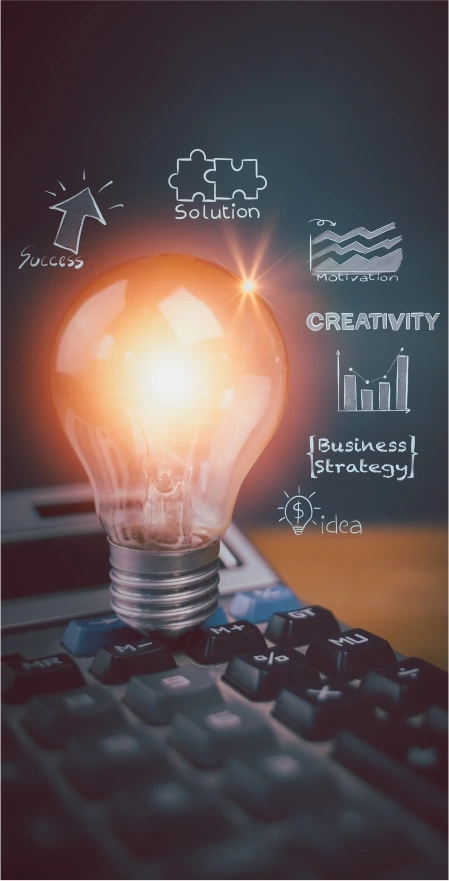 Solution
Success
Motivation
CREATIVITY
{Business
Strategy}
$
idea
GT
M+
MU
M-
%
MR